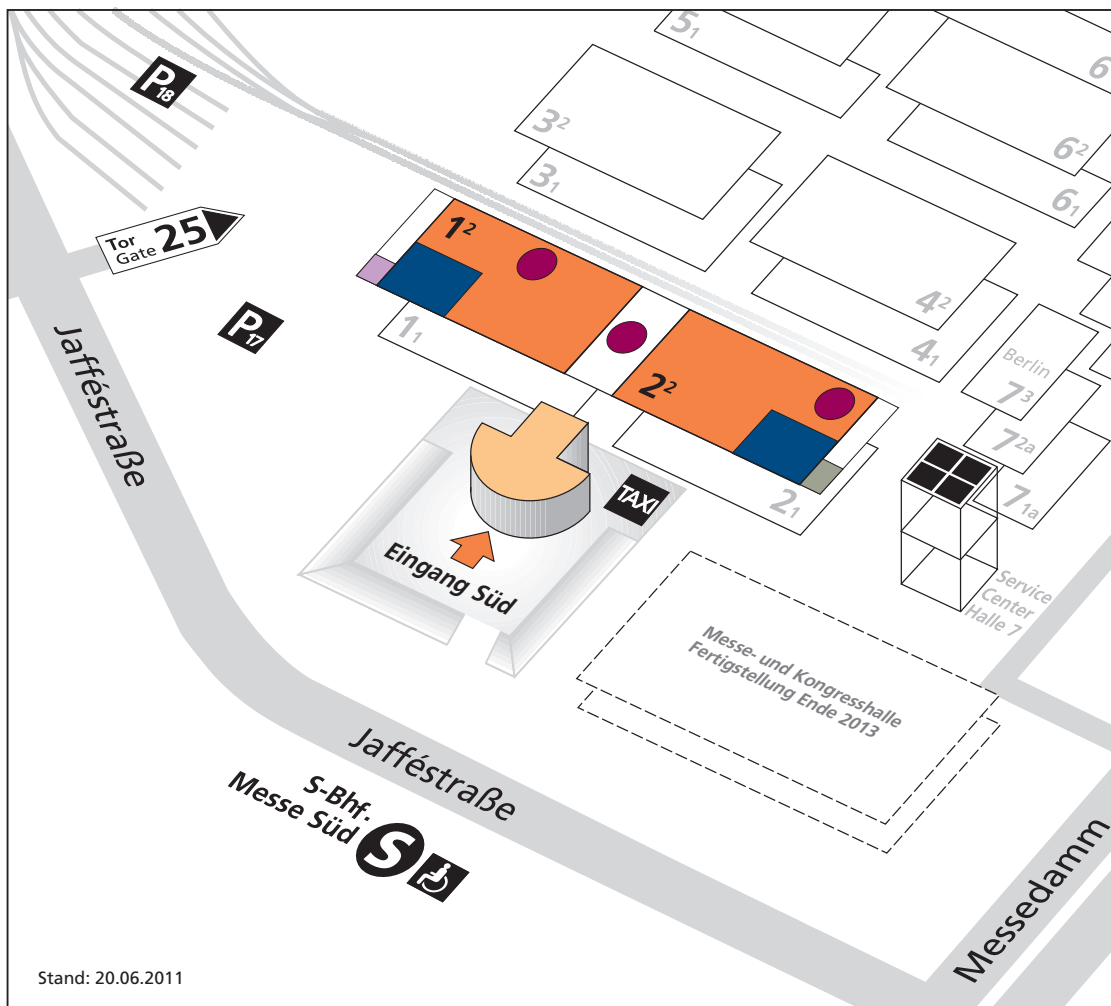 5₁
6
P₁₈
3²
6²
3₁
6₁
1²
Tor
Gate
25
4²
1₁
4₁
P₁₇
Berlin
7³
2²
7²ᵃ
2₁
7₁ₐ
TAXI
Jafféstraße
Eingang Süd
Service
Center
Halle 7
Messe- und Kongresshalle
Fertigstellung Ende 2013
Jafféstraße
S-Bhf.
Messe Süd
S
Messedamm
Stand: 20.06.2011